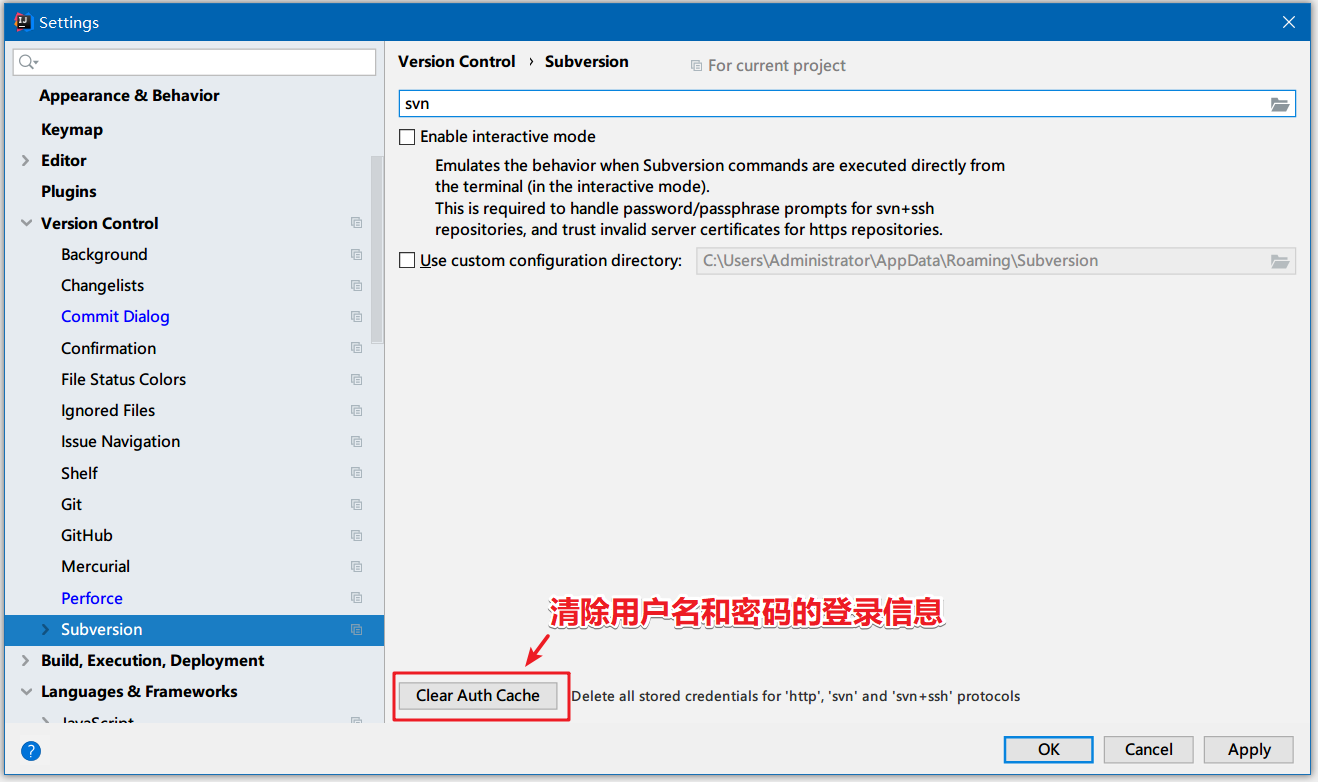 Settings
Appearance & Behavior
Keymap
Editor
Plugins
Version Control
Background
Changelists
Commit Dialog
Confirmation
File Status Colors
Ignored Files
Issue Navigation
Shelf
Git
GitHub
Mercurial
Perforce
Subversion
Build, Execution, Deployment
Languages & Frameworks
JavaScript
Version Control › Subversion
For current project
svn
Enable interactive mode
Emulates the behavior when Subversion commands are executed directly from
the terminal (in the interactive mode).
This is required to handle password/passphrase prompts for svn+ssh
repositories, and trust invalid server certificates for https repositories.
Use custom configuration directory: C:\Users\Administrator\AppData\Roaming\Subversion
清除用户名和密码的登录信息
Clear Auth Cache Delete all stored credentials for 'http', 'svn' and 'svn+ssh' protocols
? OK Cancel Apply